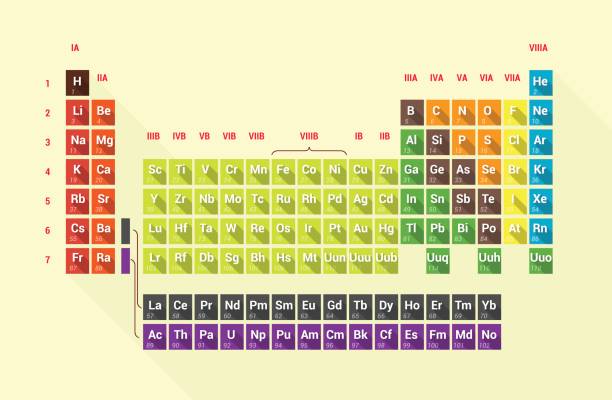 IA VIIIA
1 H 1 IIA IIIA IVA VA VIA VIIA He 2
2 Li 3 Be 4 B 5 C 6 N 7 O 8 F 9 Ne 10
3 Na 11 Mg 12 IIIB IVB VB VIB VIIB VIIIB IB IIB Al 13 Si 14 P 15 S 16 Cl 17 Ar 18
4 K 19 Ca 20 Sc 21 Ti 22 V 23 Cr 24 Mn 25 Fe 26 Co 27 Ni 28 Cu 29 Zn 30 Ga 31 Ge 32 As 33 Se 34 Br 35 Kr 36
5 Rb 37 Sr 38 Y 39 Zr 40 Nb 41 Mo 42 Tc 43 Ru 44 Rh 45 Pd 46 Ag 47 Cd 48 In 49 Sn 50 Sb 51 Te 52 I 53 Xe 54
6 Cs 55 Ba 56 Lu 71 Hf 72 Ta 73 W 74 Re 75 Os 76 Ir 77 Pt 78 Au 79 Hg 80 Tl 81 Pb 82 Bi 83 Po 84 At 85 Rn 86
7 Fr 87 Ra 88 Lr 103 Rf 104 Db 105 Sg 106 Bh 107 Hs 108 Mt 109 Uun 110 Uuu 111 Uub 112 Uuq 114 Uuh 116 Uuo 118
La 57 Ce 58 Pr 59 Nd 60 Pm 61 Sm 62 Eu 63 Gd 64 Tb 65 Dy 66 Ho 67 Er 68 Tm 69 Yb 70
Ac 89 Th 90 Pa 91 U 92 Np 93 Pu 94 Am 95 Cm 96 Bk 97 Cf 98 Es 99 Fm 100 Md 101 No 102